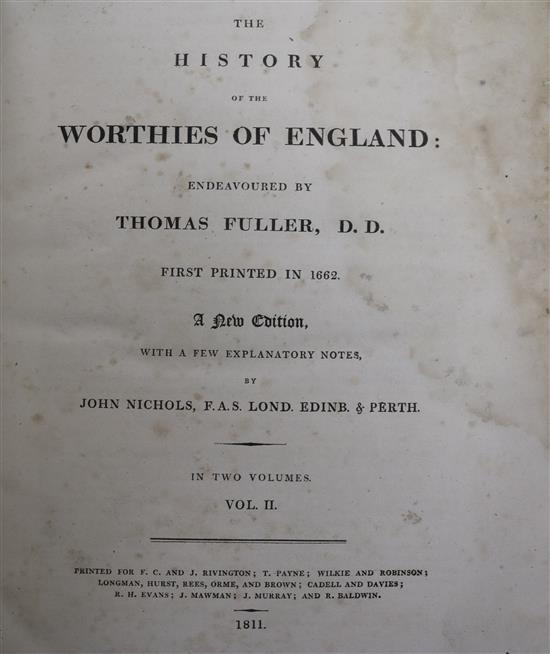 THE
HISTORY
OF THE
WORTHIES OF ENGLAND:
ENDEAVOURED BY
THOMAS FULLER, D. D.
FIRST PRINTED IN 1662.
A New Edition,
WITH A FEW EXPLANATORY NOTES,
BY
JOHN NICHOLS, F. A. S. LOND. EDINB. & PERTH.
IN TWO VOLUMES.
VOL. II.
PRINTED FOR F. C. AND J. RIVINGTON; T. PAYNE; WILKIE AND ROBINSON;
LONGMAN, HURST, REES, ORME, AND BROWN; CADELL AND DAVIES;
R. H. EVANS; J. MAWMAN; J. MURRAY; AND R. BALDWIN.
1811.